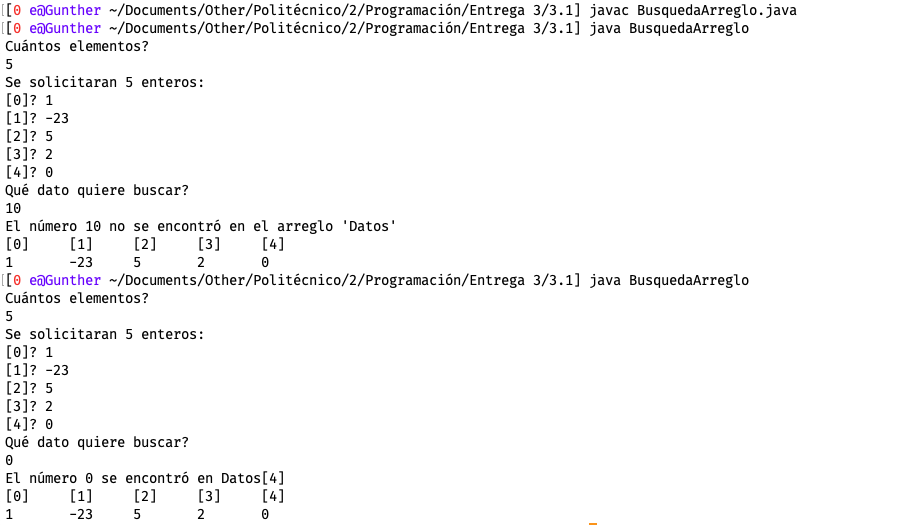 [0 e@Gunther ~/Documents/Other/Politécnico/2/Programación/Entrega 3/3.1] javac BusquedaArreglo.java
[0 e@Gunther ~/Documents/Other/Politécnico/2/Programación/Entrega 3/3.1] java BusquedaArreglo
Cuántos elementos?
5
Se solicitaran 5 enteros:
[0]? 1
[1]? -23
[2]? 5
[3]? 2
[4]? 0
Qué dato quiere buscar?
10
El número 10 no se encontró en el arreglo 'Datos'
[0]     [1]     [2]     [3]     [4]
1       -23     5       2       0
[0 e@Gunther ~/Documents/Other/Politécnico/2/Programación/Entrega 3/3.1] java BusquedaArreglo
Cuántos elementos?
5
Se solicitaran 5 enteros:
[0]? 1
[1]? -23
[2]? 5
[3]? 2
[4]? 0
Qué dato quiere buscar?
0
El número 0 se encontró en Datos[4]
[0]     [1]     [2]     [3]     [4]
1       -23     5       2       0